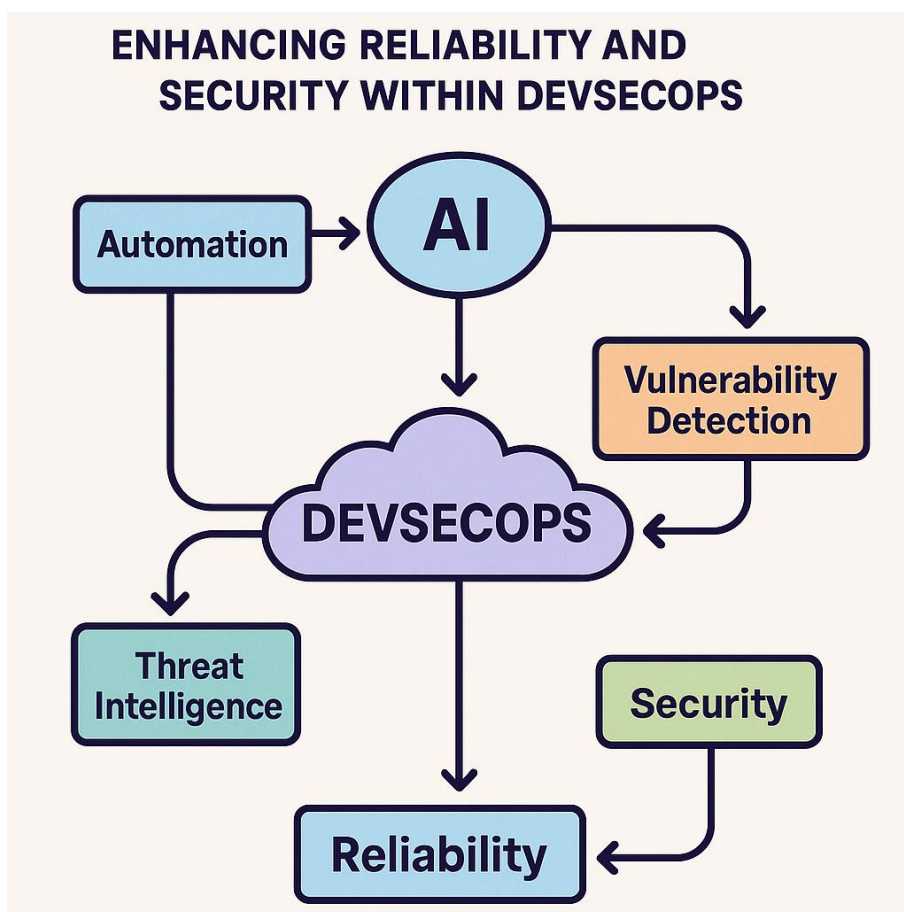 ENHANCING RELIABILITY AND
SECURITY WITHIN DEVSECOPS
AI
Automation
Vulnerability
Detection
DEVSECOPS
Threat
Intelligence
Security
Reliability